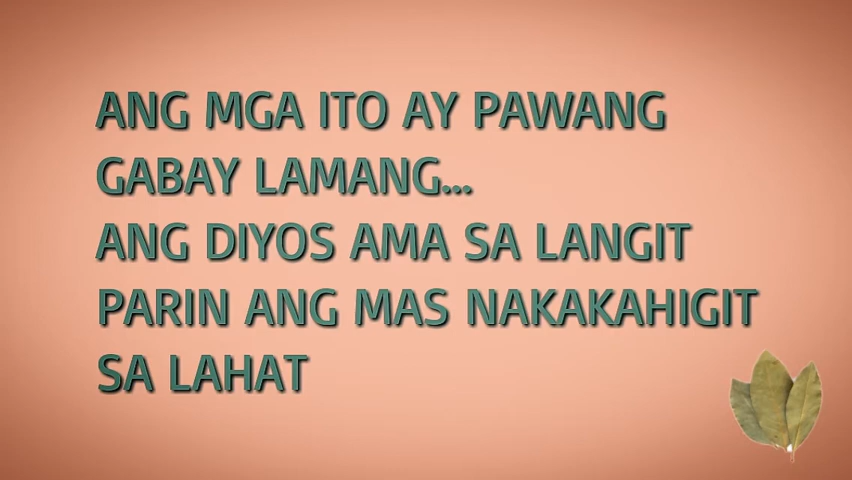 ANG MGA ITO AY PAWANG
GABAY LAMANG...
ANG DIYOS AMA SA LANGIT
PARIN ANG MAS NAKAKAHIGIT
SA LAHAT